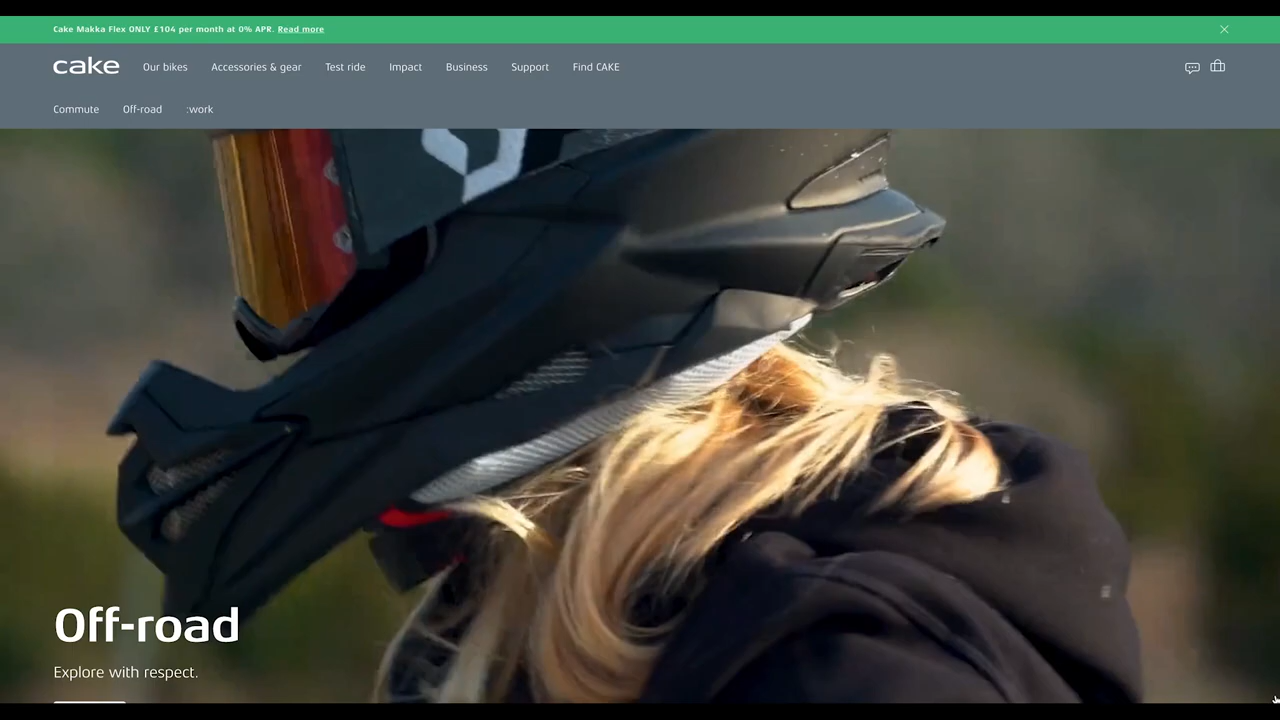 Cake Makka Flex ONLY £104 per month at 0% APR. Read more
cake Our bikes Accessories & gear Test ride Impact Business Support Find CAKE
Commute Off-road :work
Off-road
Explore with respect.